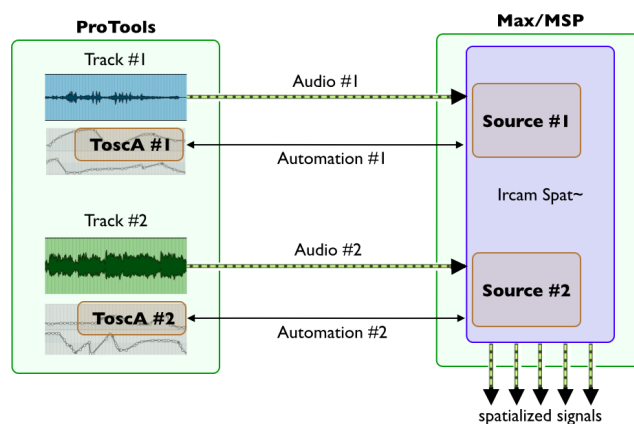 ProTools
Max/MSP
Track #1
Audio #1
Source #1
ToscA #1
Automation #1
Ircam Spat~
Track #2
Audio #2
Source #2
ToscA #2
Automation #2
spatialized signals